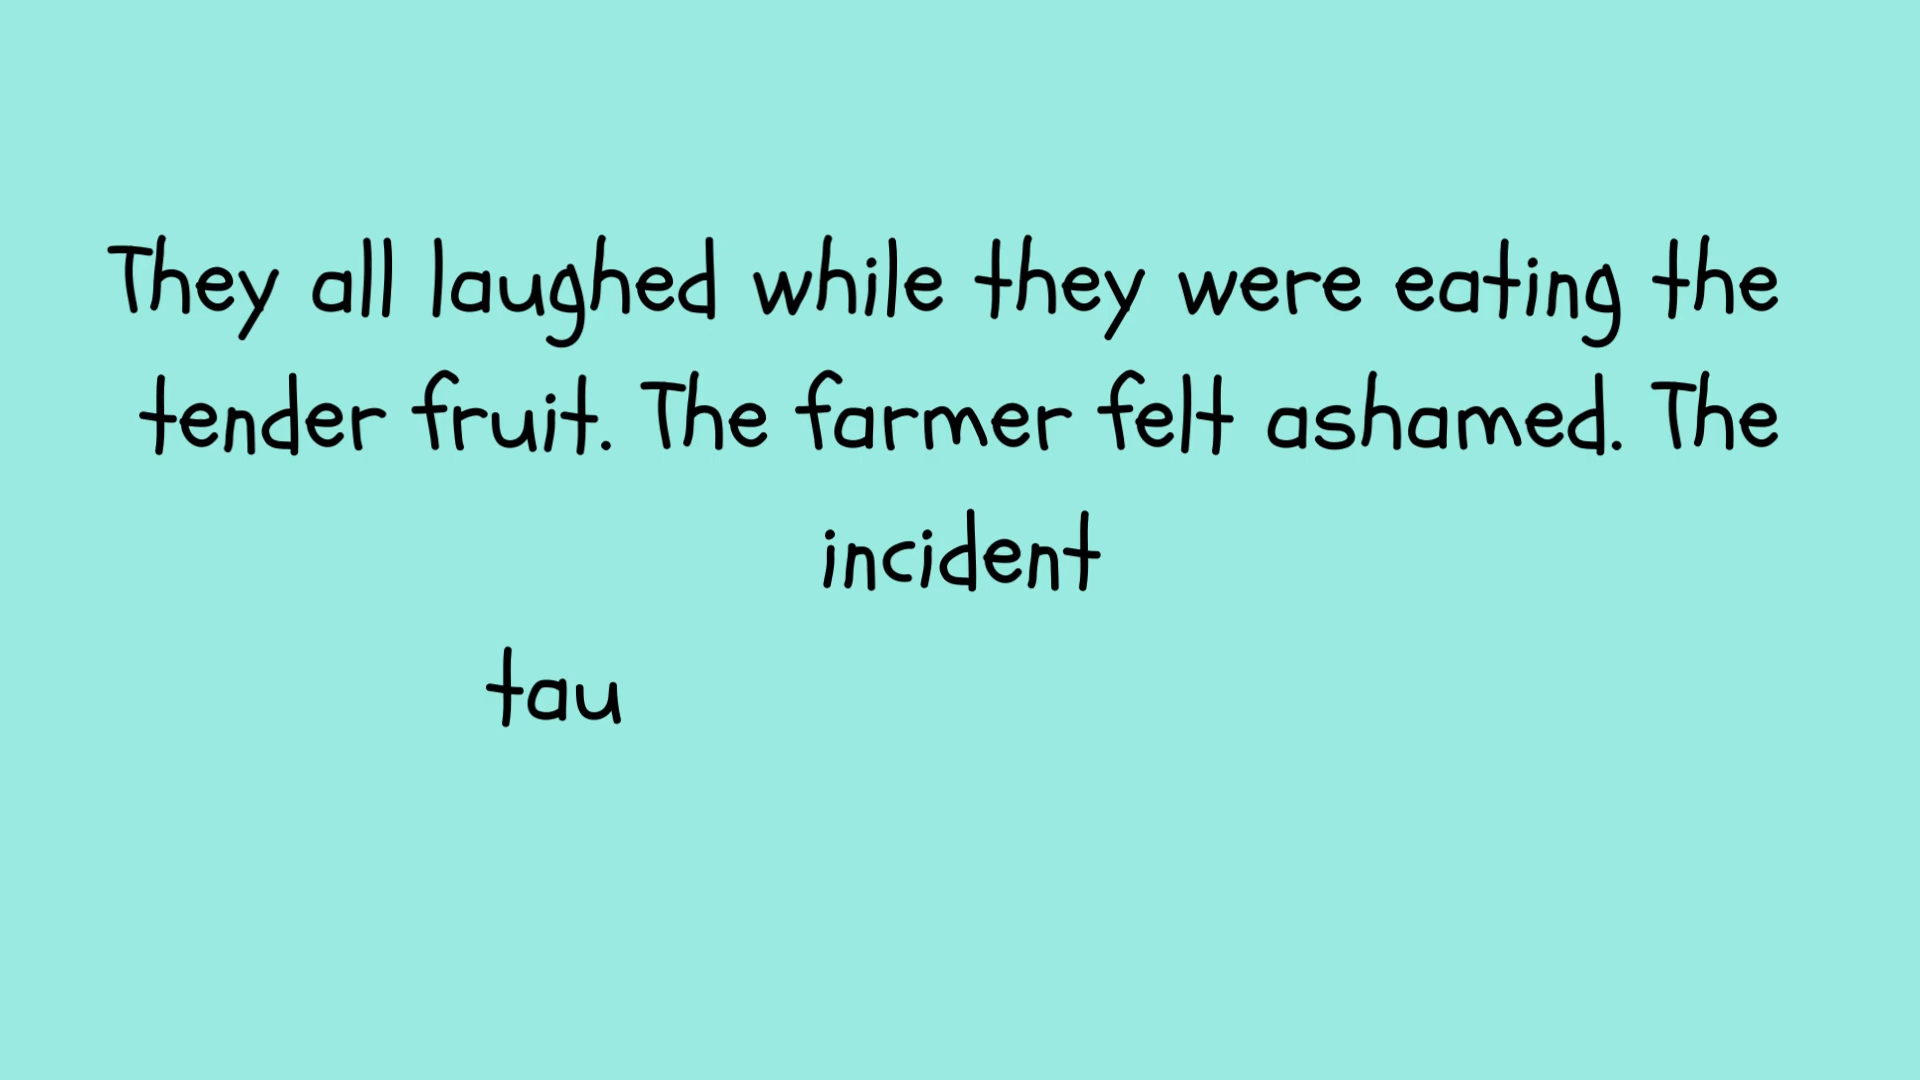 They all laughed while they were eating the
tender fruit. The farmer felt ashamed. The
incident
tau